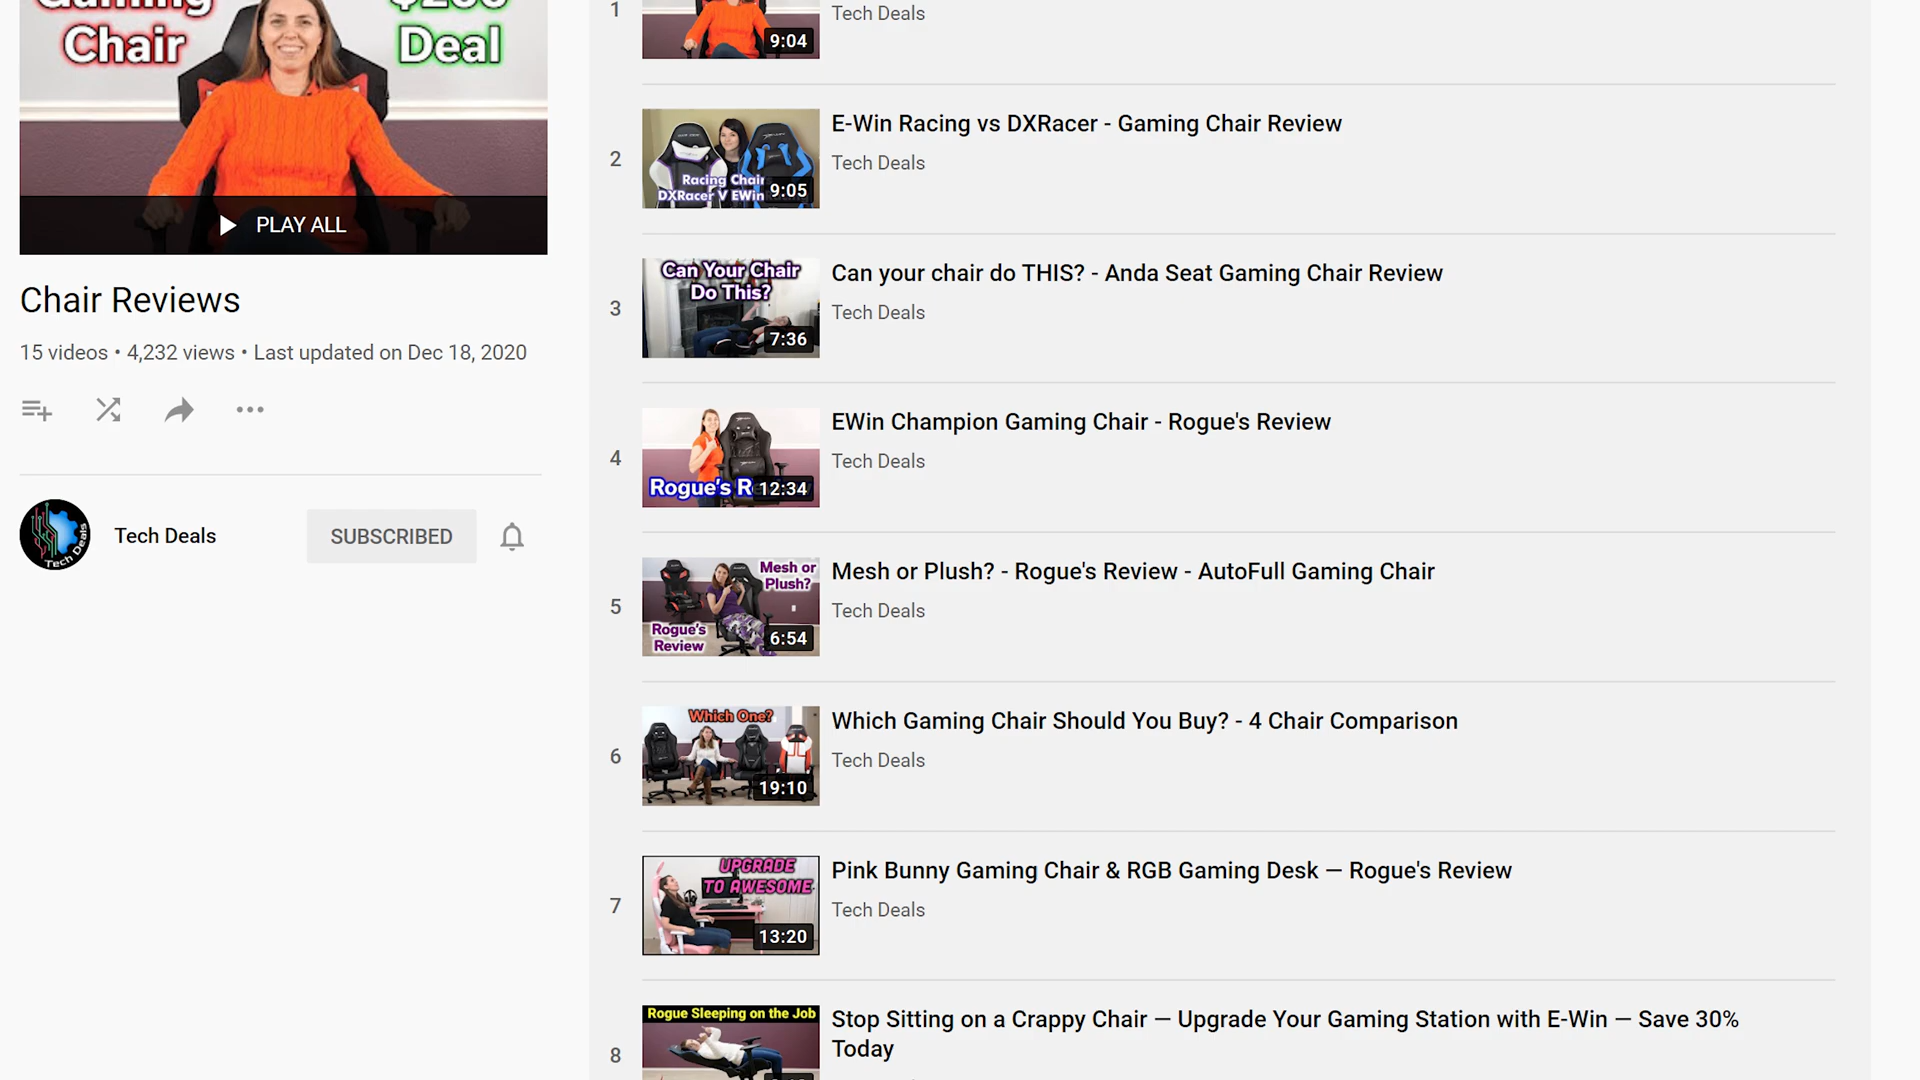 Chair
Deal
PLAY ALL
Chair Reviews
15 videos • 4,232 views • Last updated on Dec 18, 2020
Tech Deals
Tech Deals
SUBSCRIBED
1
9:04
Tech Deals
2
Racing Chair
DXRacer V EWin
9:05
E-Win Racing vs DXRacer - Gaming Chair Review
Tech Deals
3
Can Your Chair
Do This?
7:36
Can your chair do THIS? - Anda Seat Gaming Chair Review
Tech Deals
4
Rogue's R
12:34
EWin Champion Gaming Chair - Rogue's Review
Tech Deals
5
Mesh or
Plush?
Rogue's
Review
6:54
Mesh or Plush? - Rogue's Review - AutoFull Gaming Chair
Tech Deals
6
Which One?
19:10
Which Gaming Chair Should You Buy? - 4 Chair Comparison
Tech Deals
7
UPGRADE
TO AWESOME
13:20
Pink Bunny Gaming Chair & RGB Gaming Desk — Rogue's Review
Tech Deals
8
Rogue Sleeping on the Job
Stop Sitting on a Crappy Chair — Upgrade Your Gaming Station with E-Win — Save 30%
Today